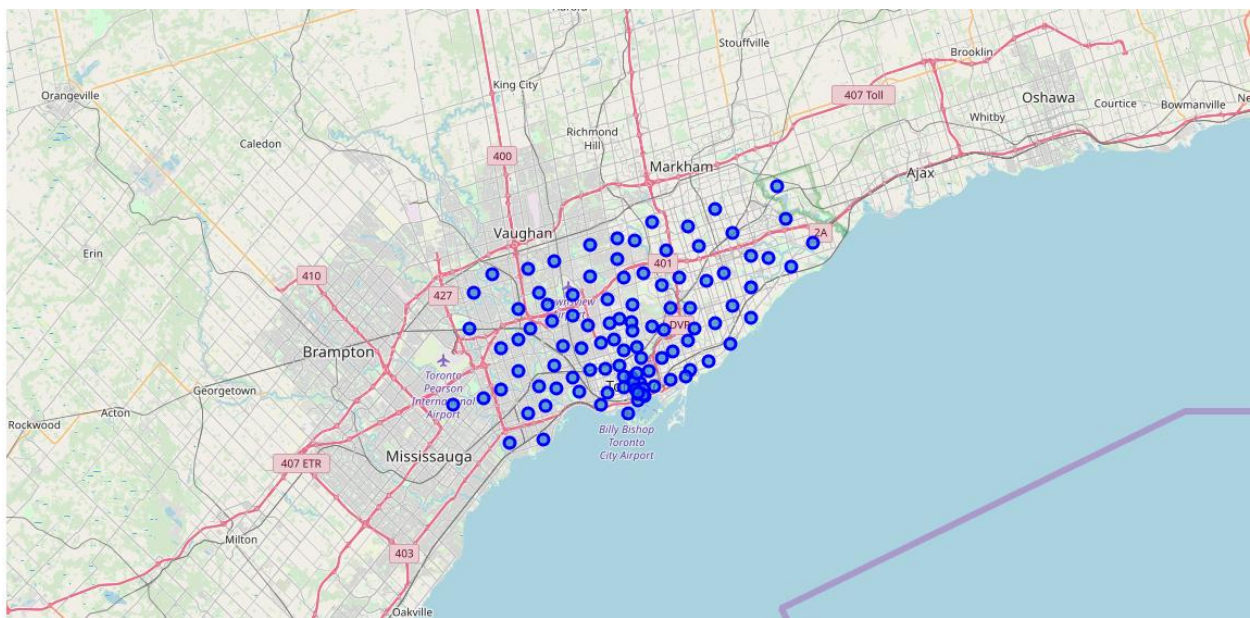 Stouffville
Brooklin
Orangeville
King City
407 Toll
Oshawa
Courtice
Bowmanville
Whitby
Richmond
Hill
Caledon
400
Markham
Ajax
Vaughan
2A
Erin
410
401
427
DVP
Brampton
Toronto
Pearson
International
Airport
Georgetown
Acton
Rockwood
Billy Bishop
Toronto
City Airport
Mississauga
407 ETR
Milton
403
Oakville